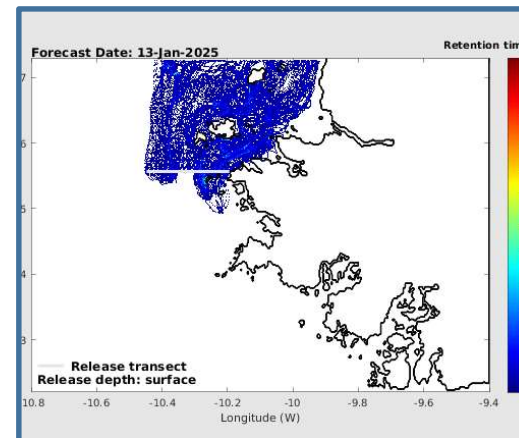 Forecast Date: 13-Jan-2025
Retention tim
7
6
5
4
3
Release transect
Release depth: surface
10.8
-10.6
-10.4
-10.2
-10
-9.8
-9.6
-9.4
Longitude (W)